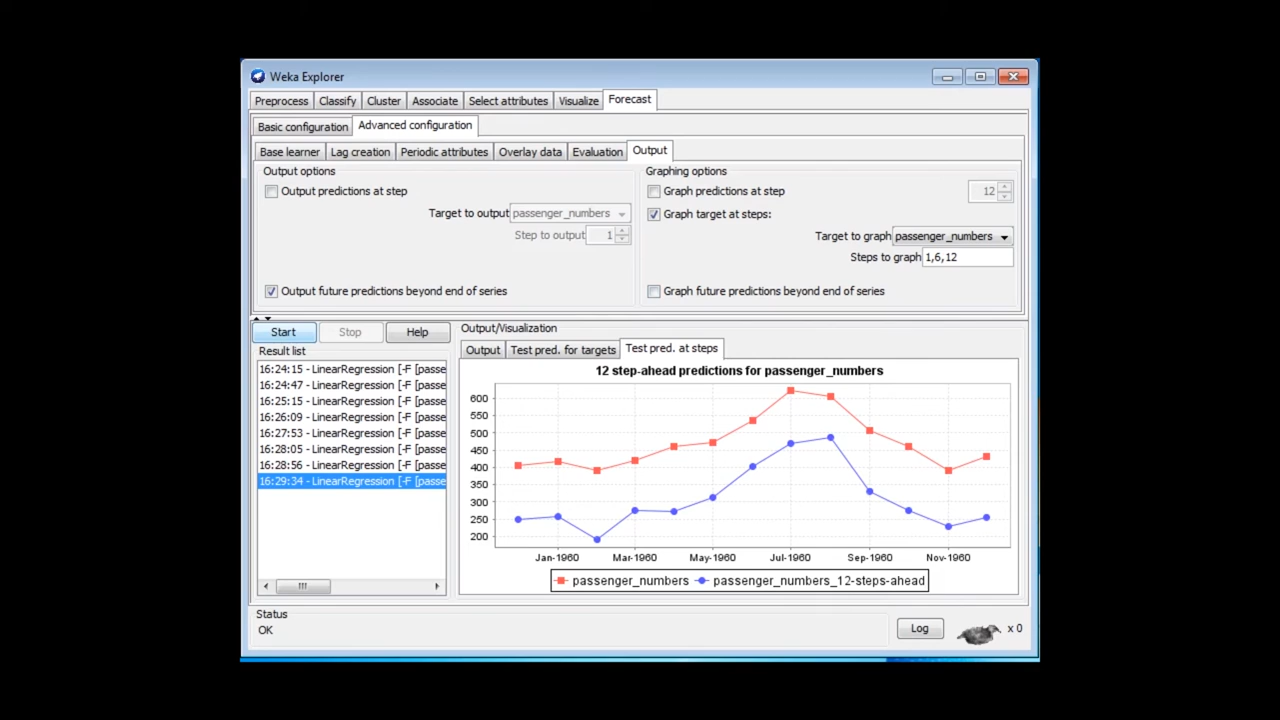 Weka Explorer
Preprocess Classify Cluster Associate Select attributes Visualize Forecast
Basic configuration Advanced configuration
Base learner Lag creation Periodic attributes Overlay data Evaluation Output
Output options
Output predictions at step
Target to output passenger_numbers
Step to output 1
Output future predictions beyond end of series
Graphing options
Graph predictions at step 12
Graph target at steps:
Target to graph passenger_numbers
Steps to graph 1,6,12
Graph future predictions beyond end of series
Start Stop Help
Result list
16:24:15 - LinearRegression [-F [passe
16:24:47 - LinearRegression [-F [passe
16:25:15 - LinearRegression [-F [passe
16:26:09 - LinearRegression [-F [passe
16:27:53 - LinearRegression [-F [passe
16:28:05 - LinearRegression [-F [passe
16:28:56 - LinearRegression [-F [passe
16:29:34 - LinearRegression [-F [passe
Output/Visualization
Output Test pred. for targets Test pred. at steps
12 step-ahead predictions for passenger_numbers
600
550
500
450
400
350
300
250
200
Jan-1960 Mar-1960 May-1960 Jul-1960 Sep-1960 Nov-1960
passenger_numbers passenger_numbers_12-steps-ahead
Status
OK
Log x 0